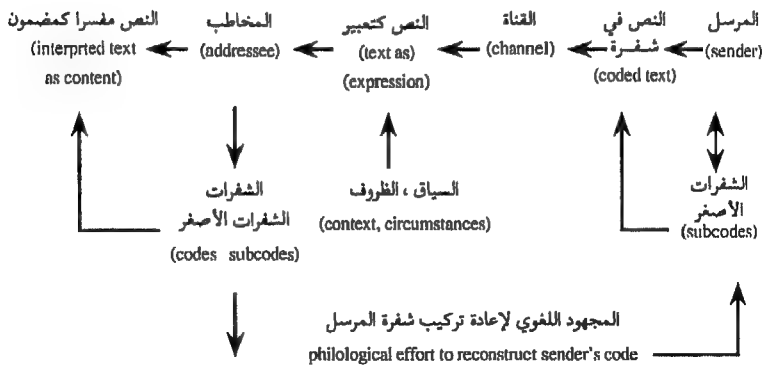 المرسل
(sender)
النص في
شفرة
(coded text)
القناة
(channel)
النص كتعبير
(text as)
(expression)
المخاطب
(addressee)
النص مفسرا كمضمون
(interprted text
as content)
الشفرات
الأصغر
(subcodes)
السياق ، الظروف
(context, circumstances)
الشفرات
الشفرات الأصغر
(codes subcodes)
المجهود اللغوي لإعادة تركيب شفرة المرسل
philological effort to reconstruct sender's code